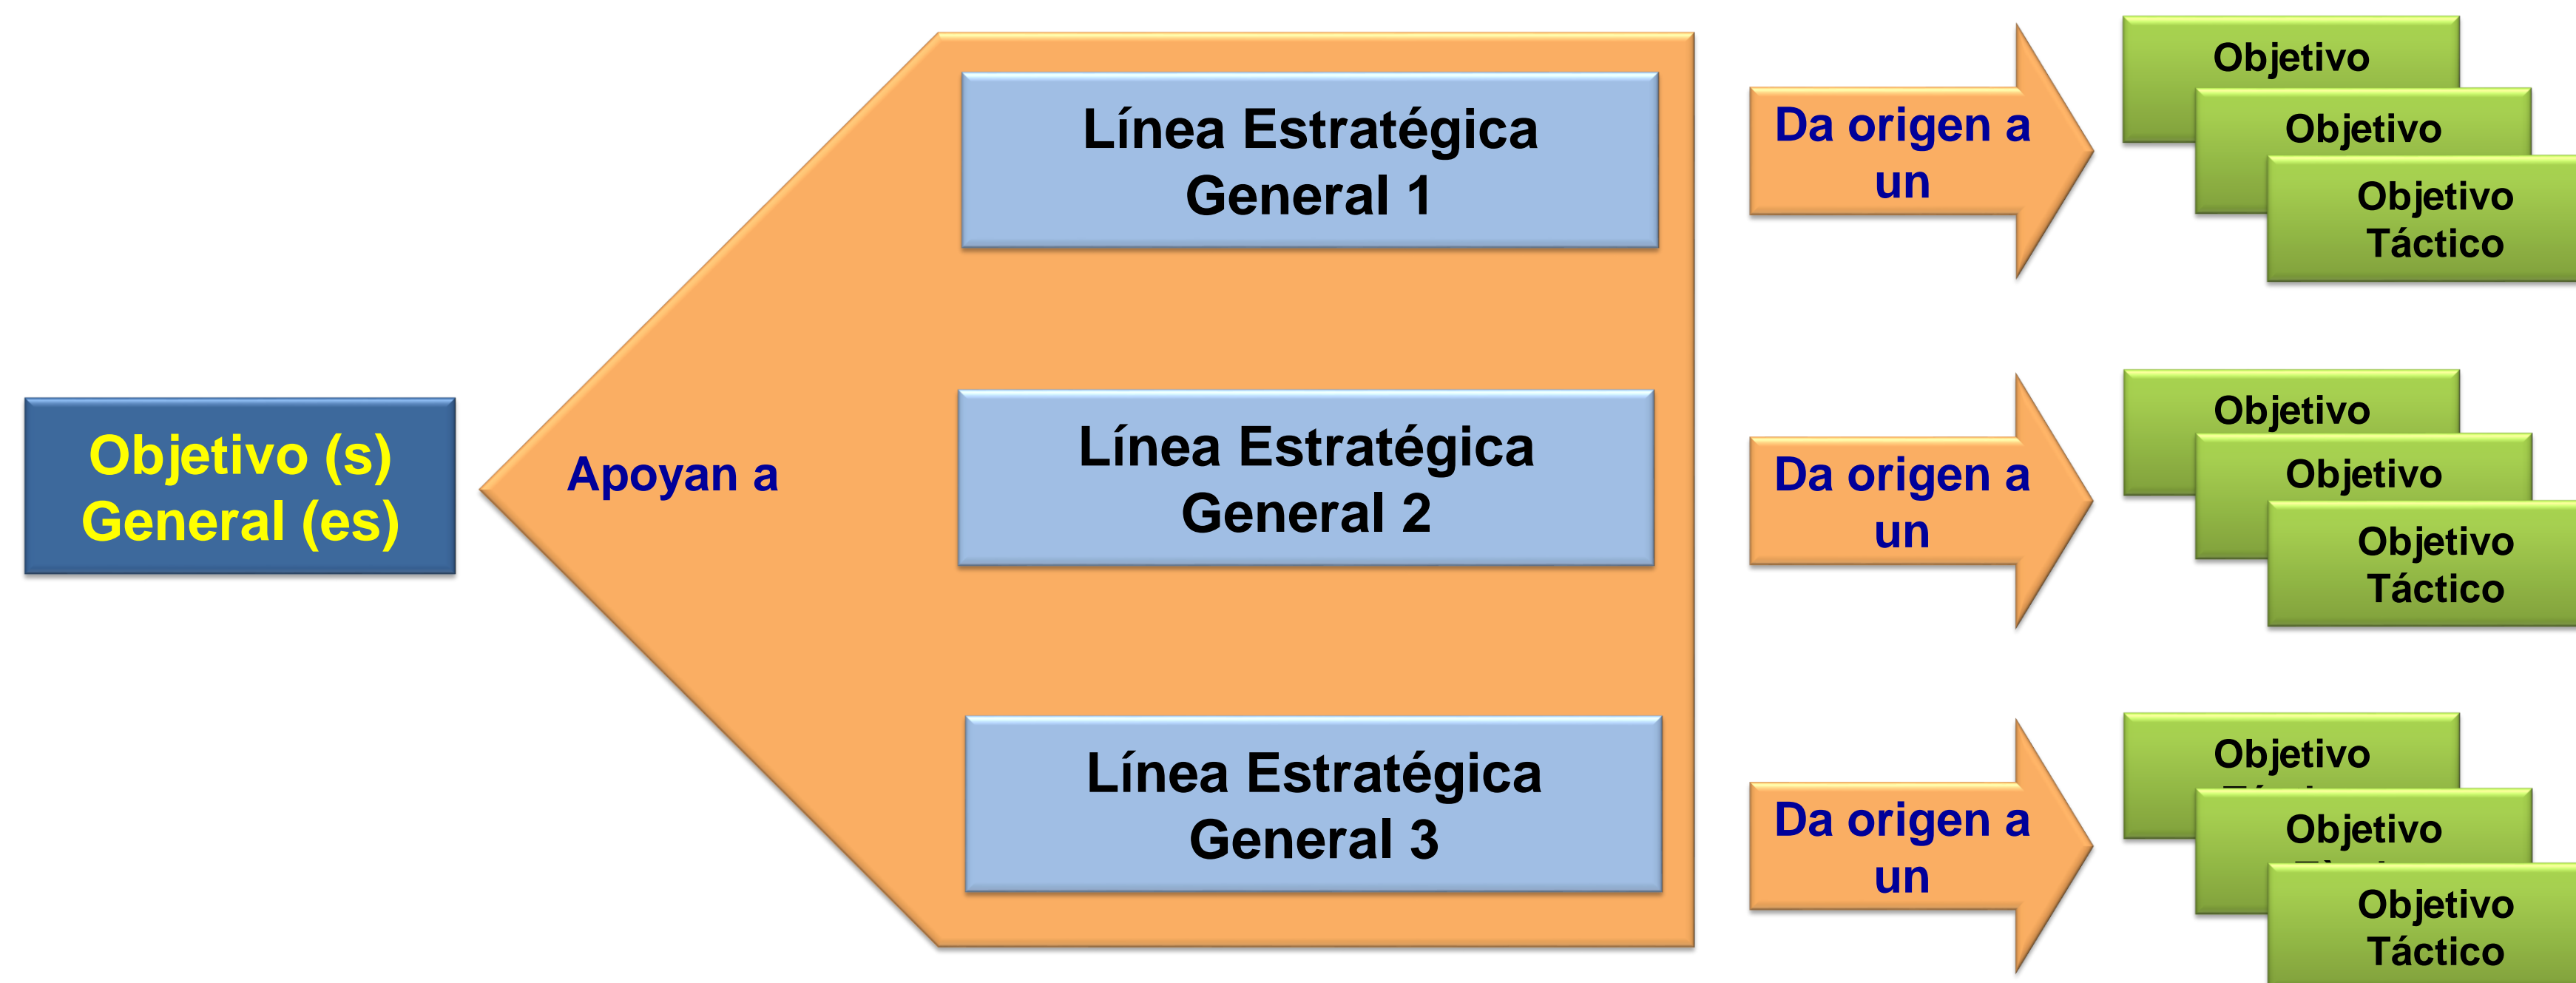 Objetivo (s)
General (es)
Apoyan a
Línea Estratégica
General 1
Da origen a
un
Objetivo
Objetivo
Objetivo
Táctico
Línea Estratégica
General 2
Da origen a
un
Objetivo
Objetivo
Objetivo
Táctico
Línea Estratégica
General 3
Da origen a
un
Objetivo
Objetivo
Objetivo
Táctico